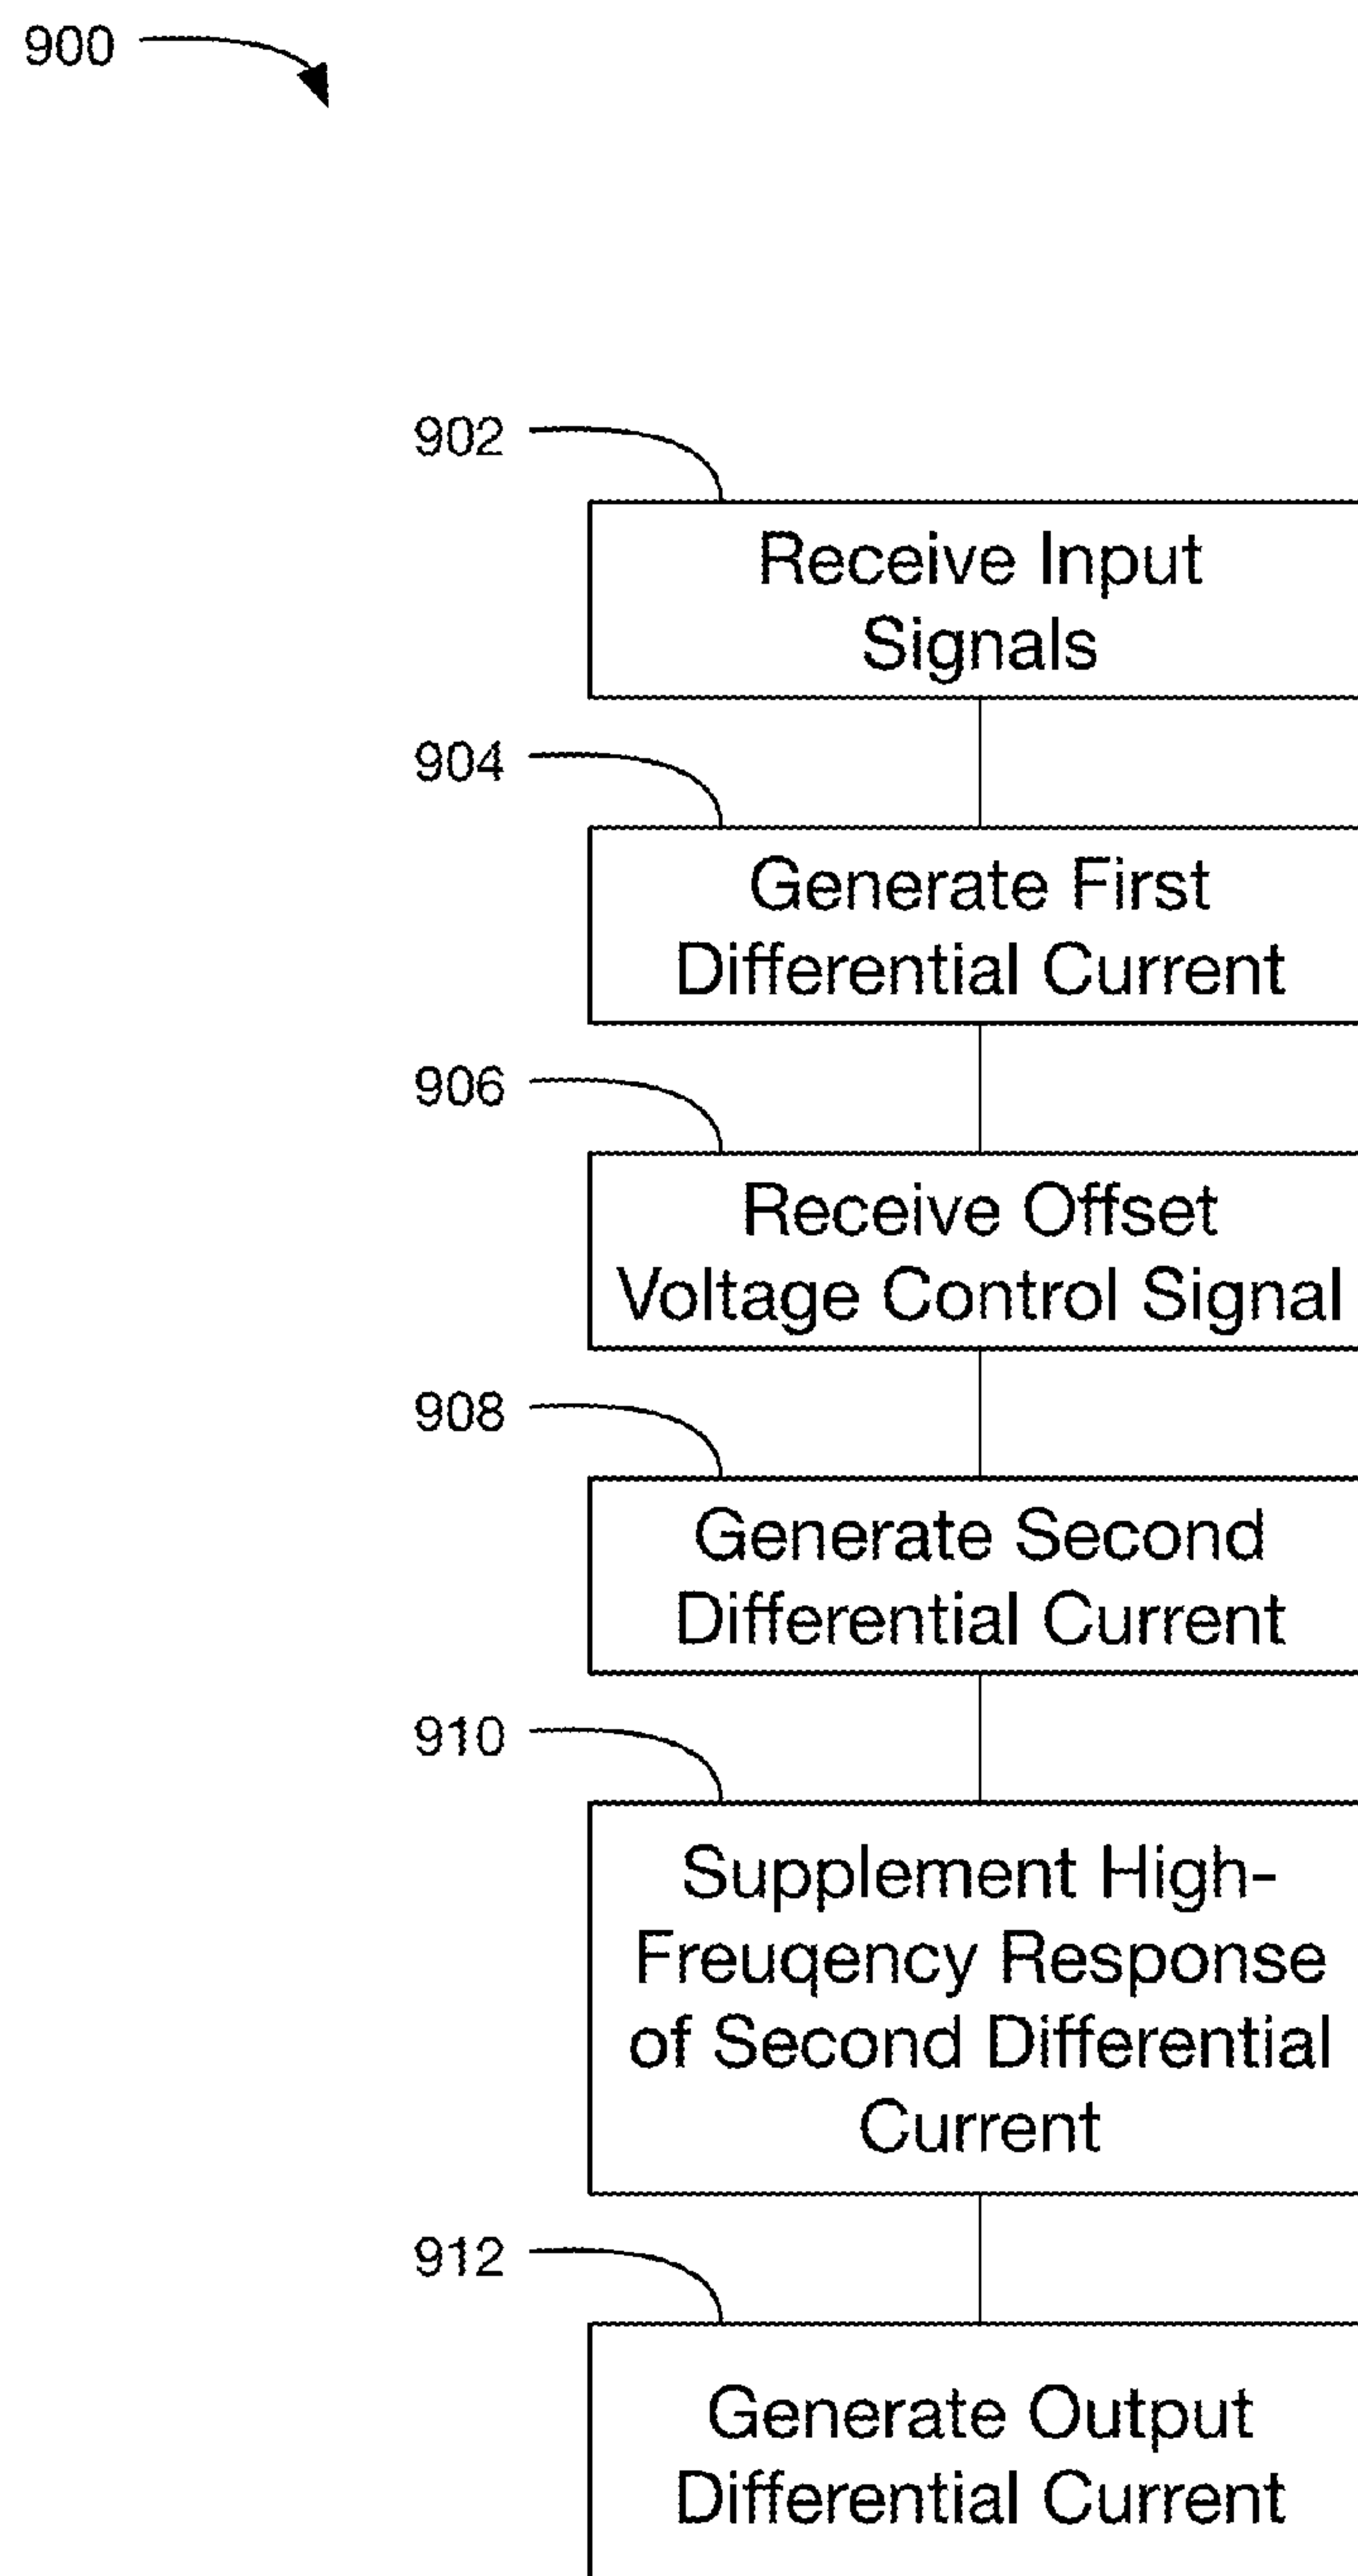 900
902
Receive Input
Signals
904
Generate First
Differential Current
906
Receive Offset
Voltage Control Signal
908
Generate Second
Differential Current
910
Supplement High-
Freuqency Response
of Second Differential
Current
912
Generate Output
Differential Current